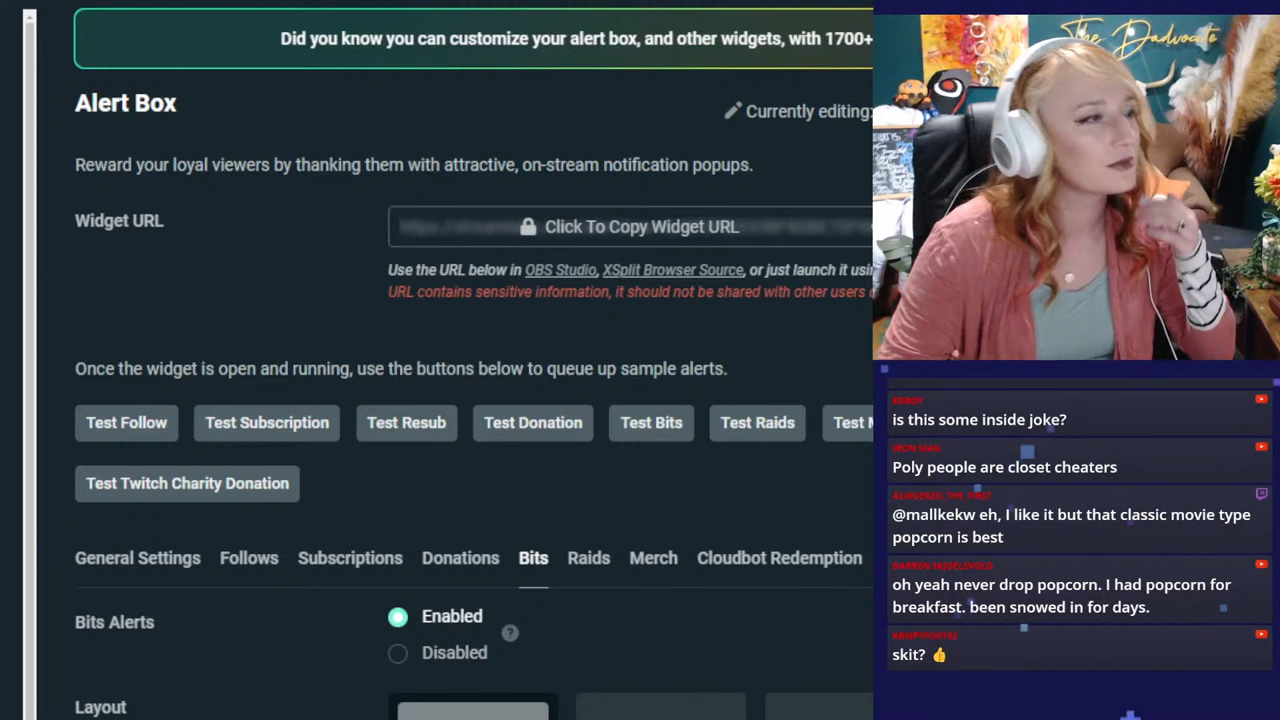 Did you know you can customize your alert box, and other widgets, with 1700+
The Dadvocate
Alert Box
Currently editing:
Reward your loyal viewers by thanking them with attractive, on-stream notification popups.
Widget URL
Click To Copy Widget URL
Use the URL below in OBS Studio, XSplit Browser Source, or just launch it
URL contains sensitive information, it should not be shared with other users
Once the widget is open and running, use the buttons below to queue up sample alerts.
Test Follow
Test Subscription
Test Resub
Test Donation
Test Bits
Test Raids
Test
Test Twitch Charity Donation
General Settings
Follows
Subscriptions
Donations
Bits
Raids
Merch
Cloudbot Redemption
Bits Alerts
Enabled
?
Disabled
Layout
is this some inside joke?
IRON MAN
Poly people are closet cheaters
@mallkekw eh, I like it but that classic movie type
popcorn is best
oh yeah never drop popcorn. I had popcorn for
breakfast. been snowed in for days.
skit? 👍